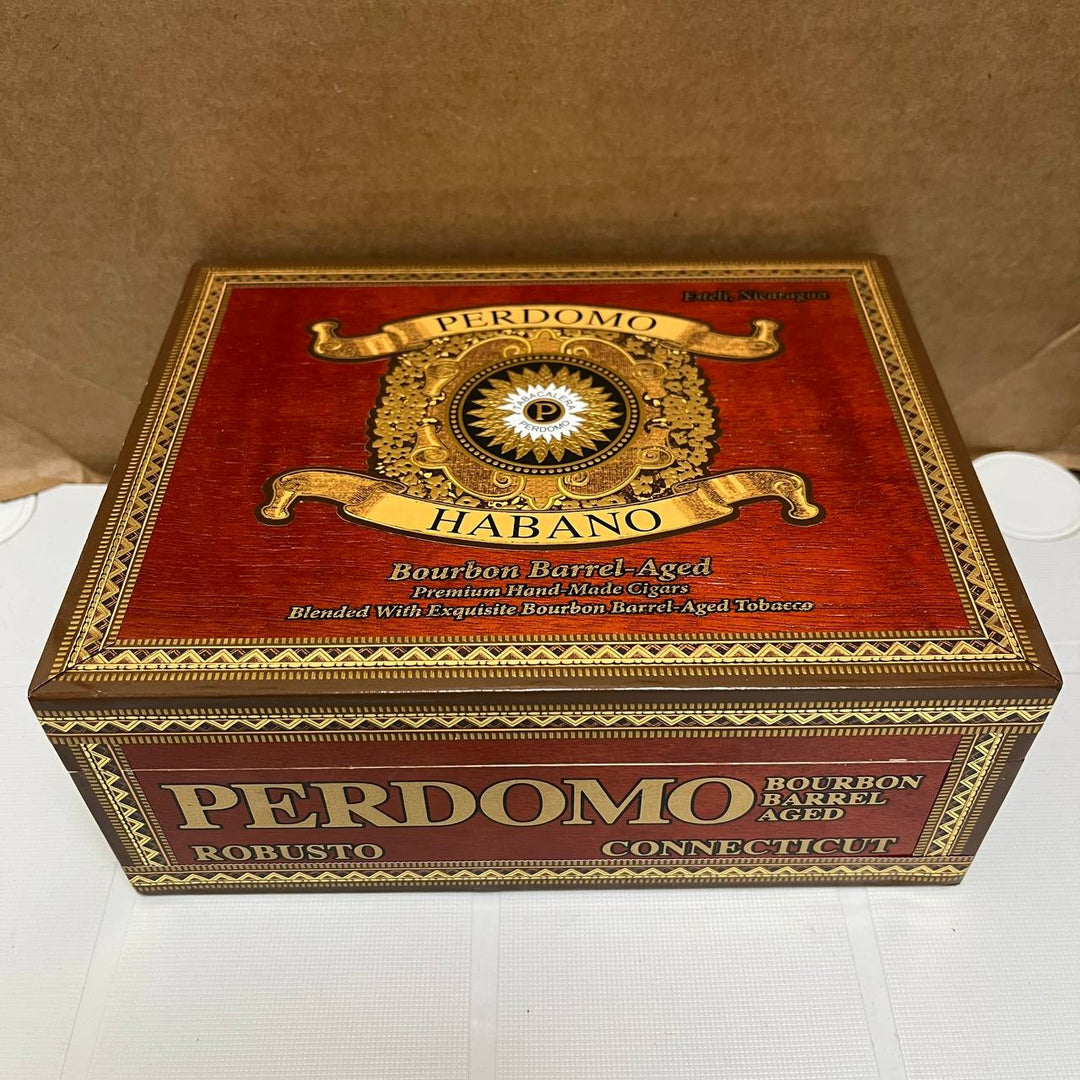 Esteli, Nicaragua
PERDOMO
TABACALERA
P
PERDOMO
HABANO
Bourbon Barrel-Aged
Premium Hand-Made Cigars
Blended With Exquisite Bourbon Barrel-Aged Tobacco
PERDOMO
BOURBON
BARREL
AGED
ROBUSTO
CONNECTICUT